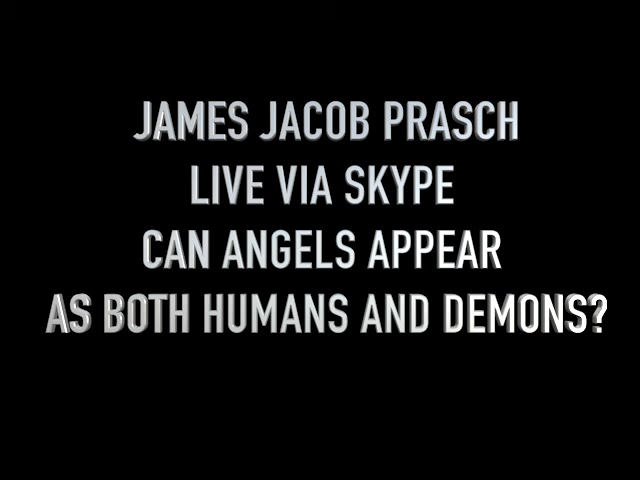 JAMES JACOB PRASCH
LIVE VIA SKYPE
CAN ANGELS APPEAR
AS BOTH HUMANS AND DEMONS?